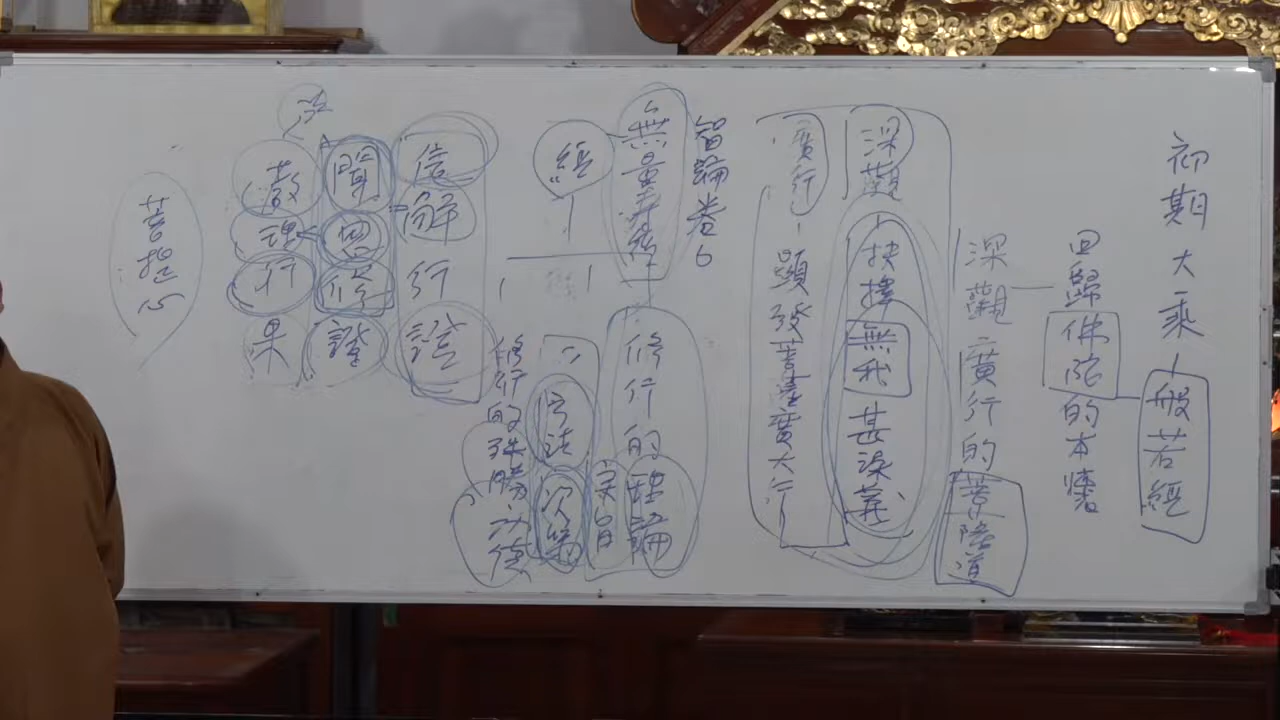 初期大乘-般若經
回歸佛陀的本懷
深觀廣行的菩薩道
深觀-抉擇無我甚深義
廣行-顯發菩薩廣大行
智論卷6
無量壽經
修行的理論
宗旨
經
方法
次第
修行的殊勝功德
信解行證
聞思修證
教理行果
菩提心